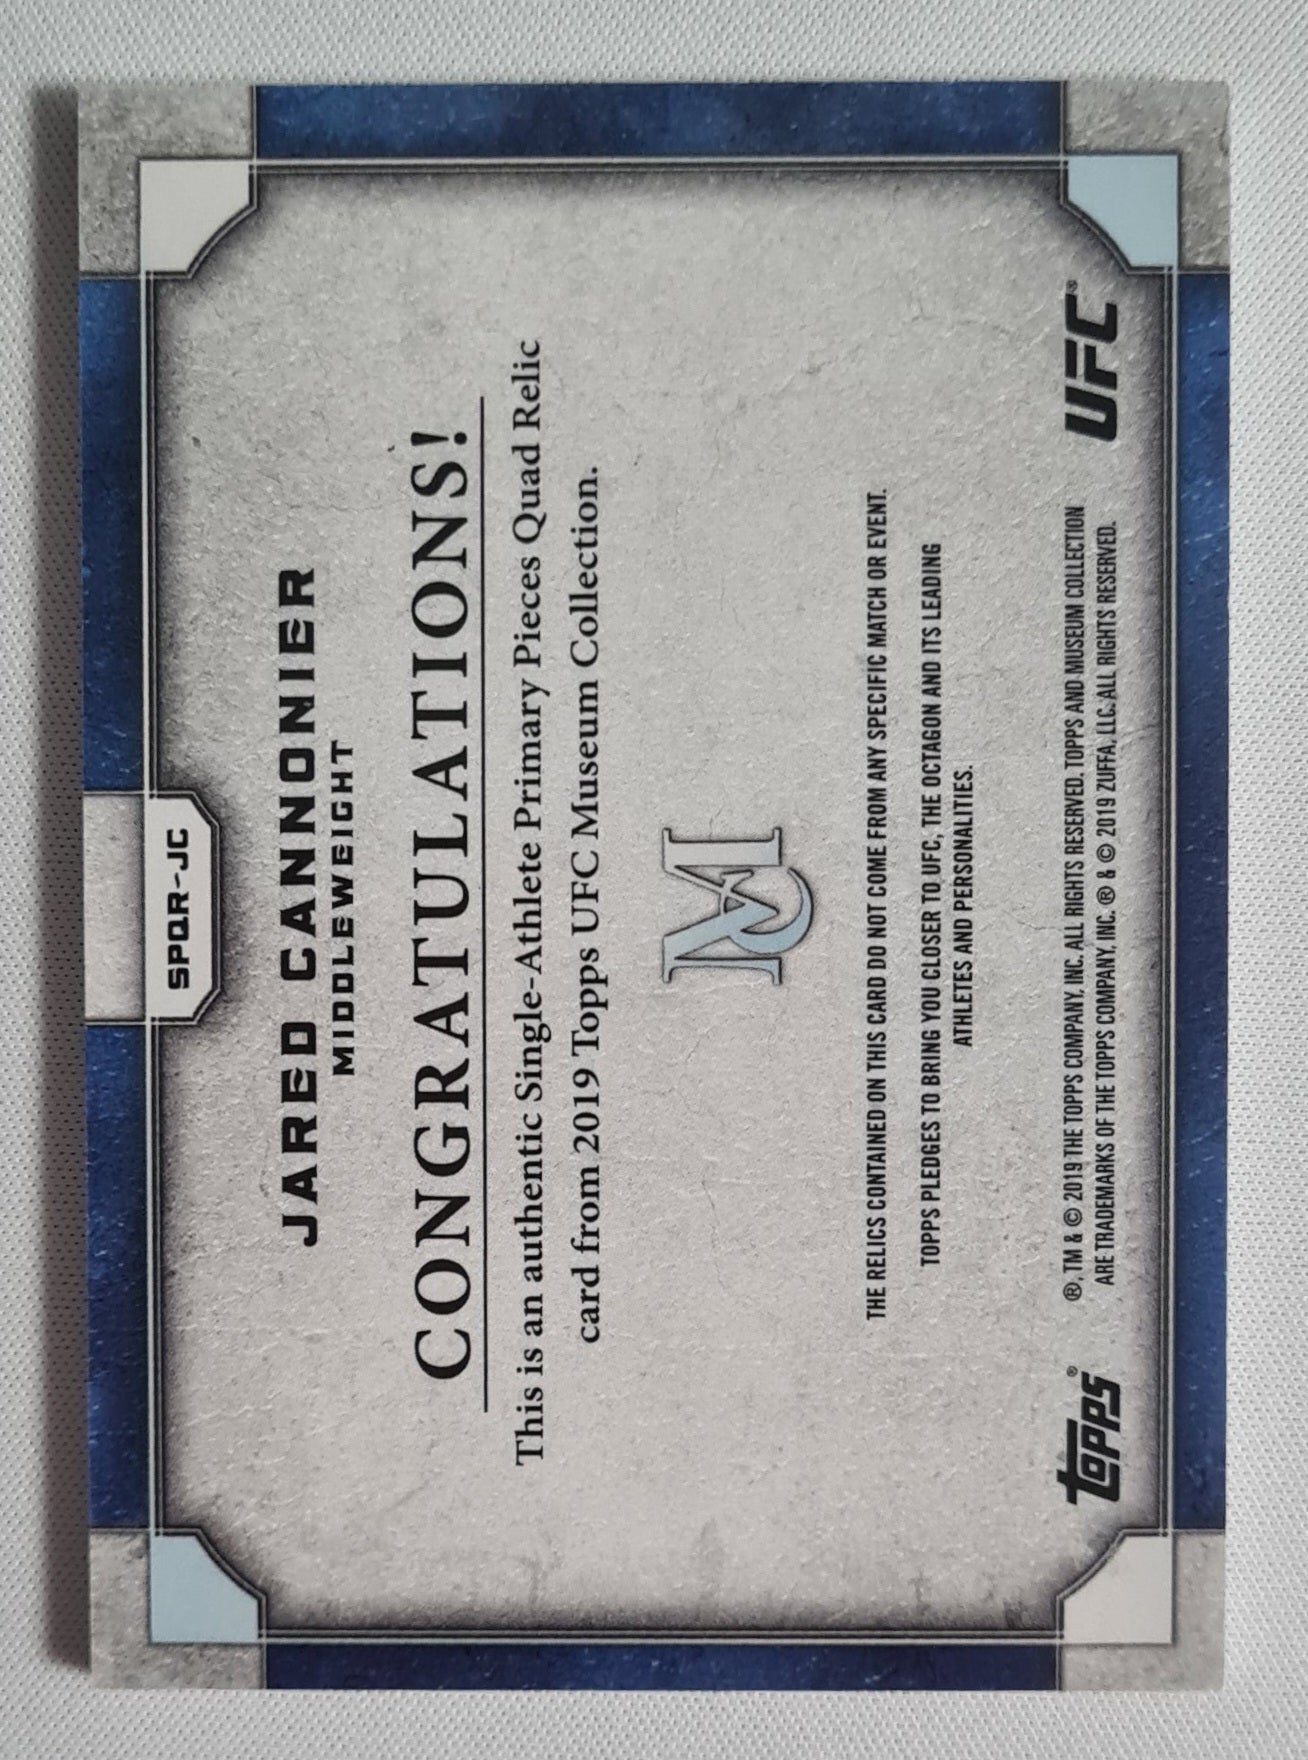 SPQR-JC
JARED CANNONIER
MIDDLEWEIGHT
CONGRATULATIONS!
This is an authentic Single-Athlete Primary Pieces Quad Relic
card from 2019 Topps UFC Museum Collection.
MC
THE RELICS CONTAINED ON THIS CARD DO NOT COME FROM ANY SPECIFIC MATCH OR EVENT.
TOPPS PLEDGES TO BRING YOU CLOSER TO UFC, THE OCTAGON AND ITS LEADING
ATHLETES AND PERSONALITIES.
®, TM & © 2019 THE TOPPS COMPANY, INC. ALL RIGHTS RESERVED. TOPPS AND MUSEUM COLLECTION
ARE TRADEMARKS OF THE TOPPS COMPANY, INC. ® & © 2019 ZUFFA, LLC. ALL RIGHTS RESERVED.
topps®
UFC®